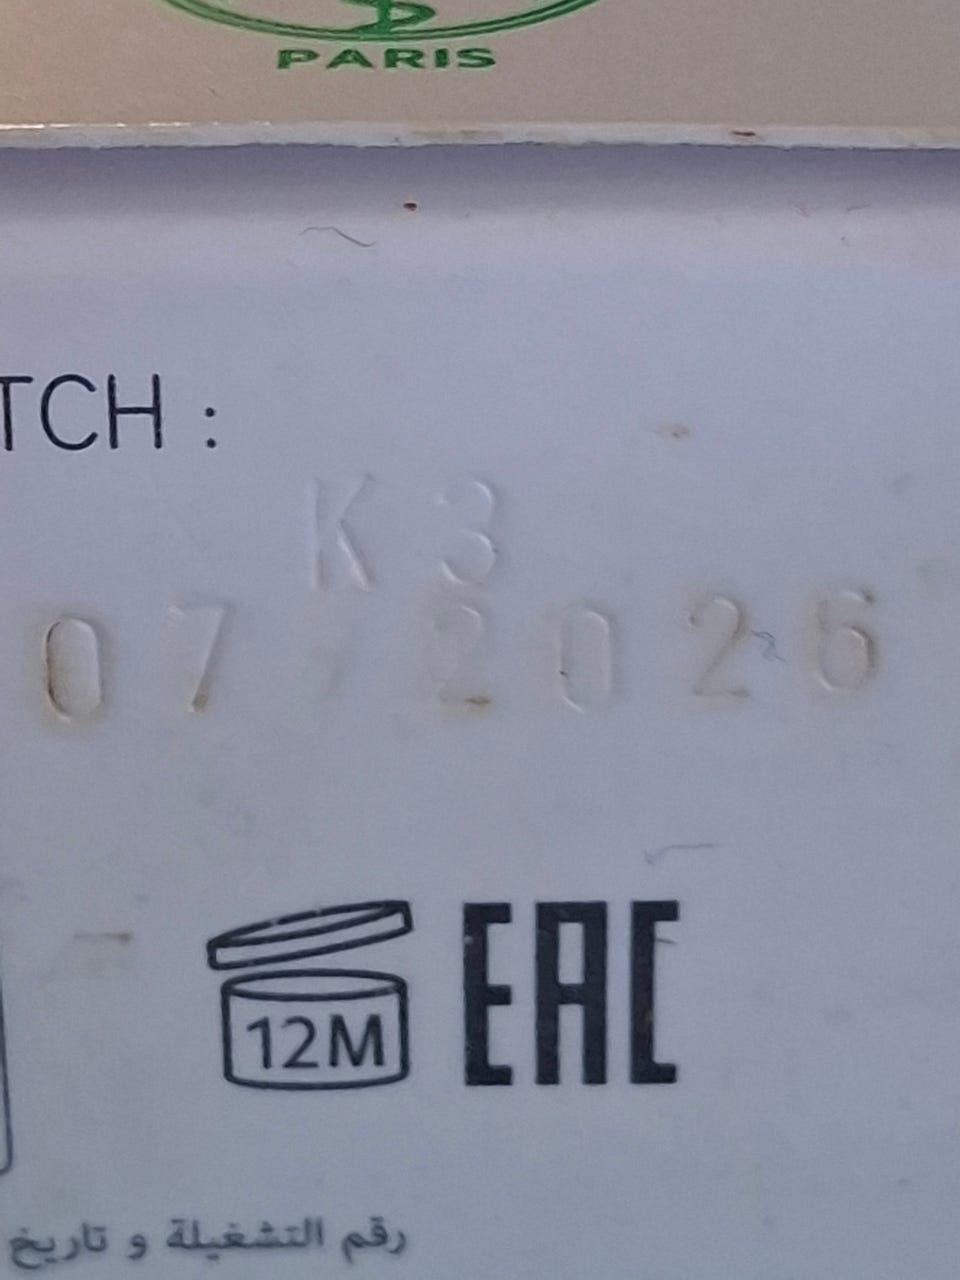 PARIS
TCH :
K3
07/2026
12M
EAC
رقم التشغيلة و تاريخ